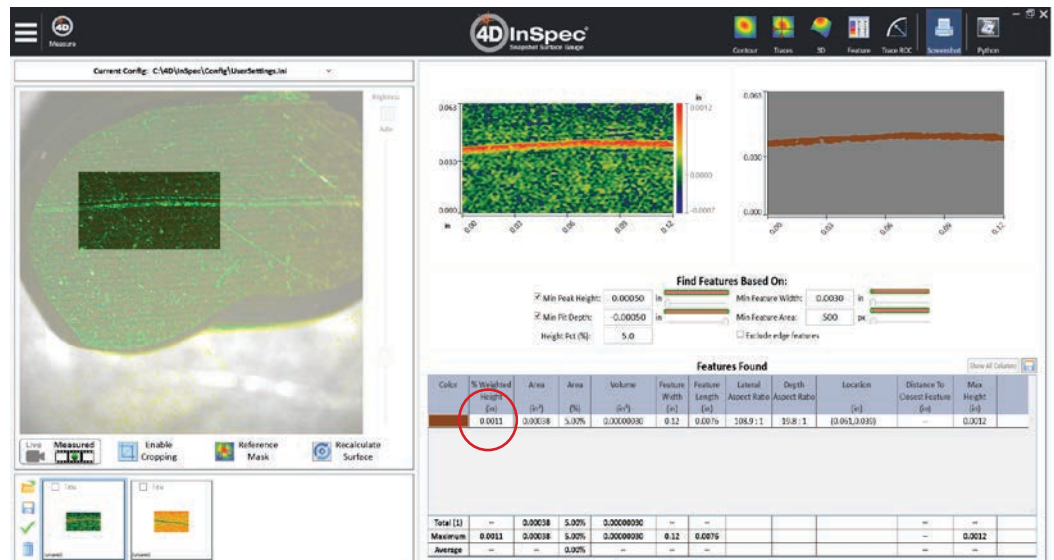 4D
Measure
4D InSpec
Snapshot Surface Gauge
Contour Traces 3D Feature Trace ROC Screenshot Python
Current Config: C:\4D\InSpec\Config\UserSettings.ini
Brightness
Auto
in
0.063 0.0012
0.030 0.0000
0.000 -0.0007
in 0.00 0.03 0.06 0.09 0.12
0.063
0.030
0.000
0.00 0.03 0.06 0.09 0.12
Find Features Based On:
Min Peak Height: 0.00050 in Min Feature Width: 0.0030 in
Min Pit Depth: -0.00050 in Min Feature Area: 500 px
Height Pct (%): 5.0 Exclude edge features
Features Found
Show All Columns
Color % Weighted Height (in) Area (in²) Area (%) Volume (in³) Feature Width (in) Feature Length (in) Lateral Aspect Ratio Depth Aspect Ratio Location (in) Distance To Closest Feature (in) Max Height (in)
0.0011 0.00038 5.00% 0.00000030 0.12 0.0076 108.9 : 1 19.8 : 1 (0.061,0.039) -- 0.0012
Total (1) -- 0.00038 5.00% 0.00000030 -- -- --  --
Maximum 0.0011 0.00038 5.00% 0.00000030 0.12 0.0076 -- 0.0012
Average -- -- 0.00% -- -- -- -- --
Live Measured Enable Cropping Reference Mask Recalculate Surface
Title Title
unsaved unsaved